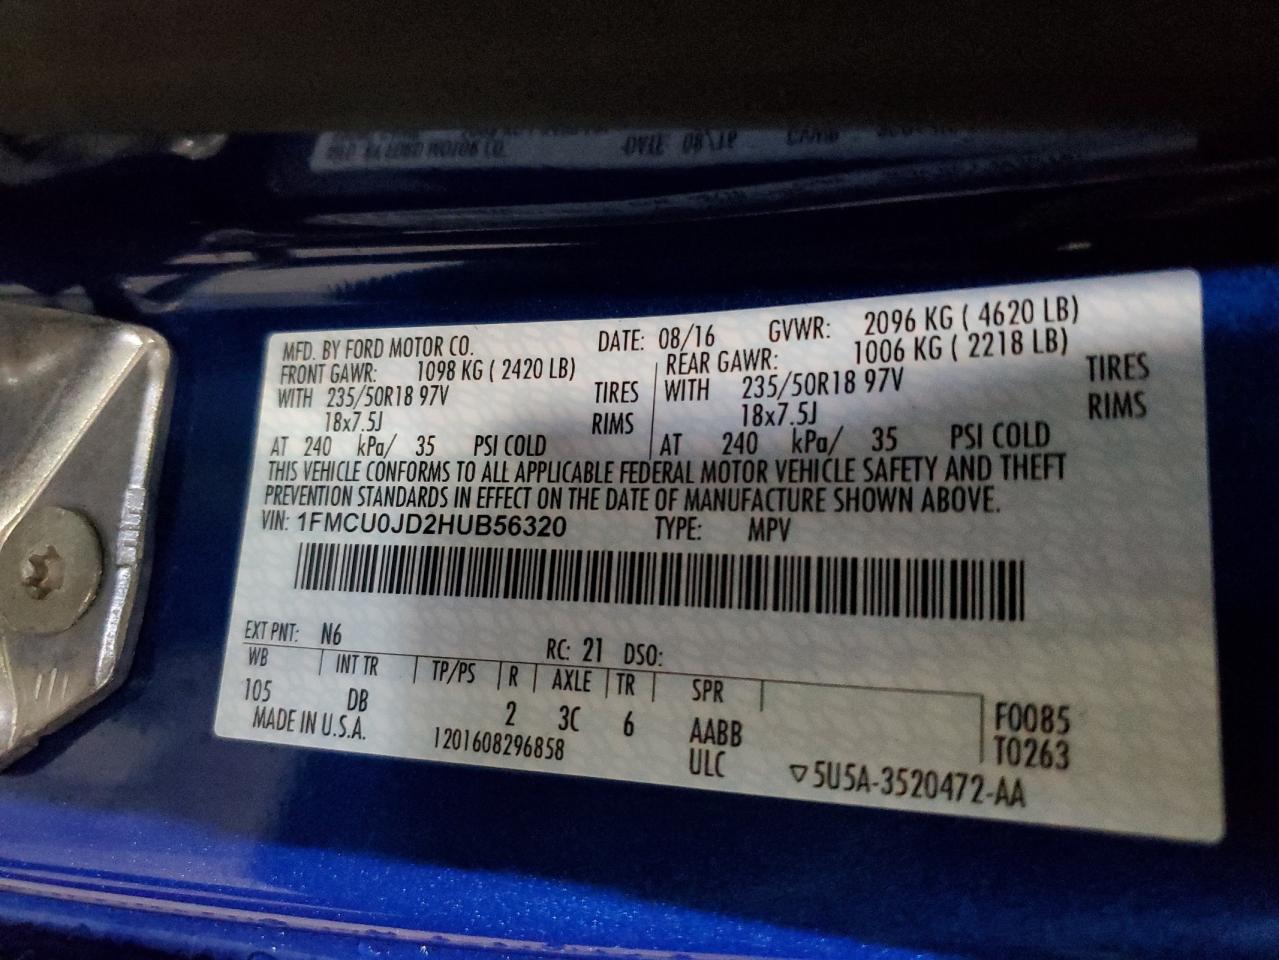 MFD. BY FORD MOTOR CO. DATE: 08/16 GVWR: 2096 KG ( 4620 LB)
FRONT GAWR: 1098 KG ( 2420 LB) REAR GAWR: 1006 KG ( 2218 LB)
WITH 235/50R18 97V TIRES WITH 235/50R18 97V TIRES
18x7.5J RIMS 18x7.5J RIMS
AT 240 kPa/ 35 PSI COLD AT 240 kPa/ 35 PSI COLD
THIS VEHICLE CONFORMS TO ALL APPLICABLE FEDERAL MOTOR VEHICLE SAFETY AND THEFT
PREVENTION STANDARDS IN EFFECT ON THE DATE OF MANUFACTURE SHOWN ABOVE.
VIN: 1FMCU0JD2HUB56320 TYPE: MPV
EXT PNT: N6 RC: 21 DSO:
WB INT TR TP/PS R AXLE TR SPR
105 DB 2 3C 6 AABB F0085
MADE IN U.S.A. 1201608296858 ULC T0263
▽5U5A-3520472-AA